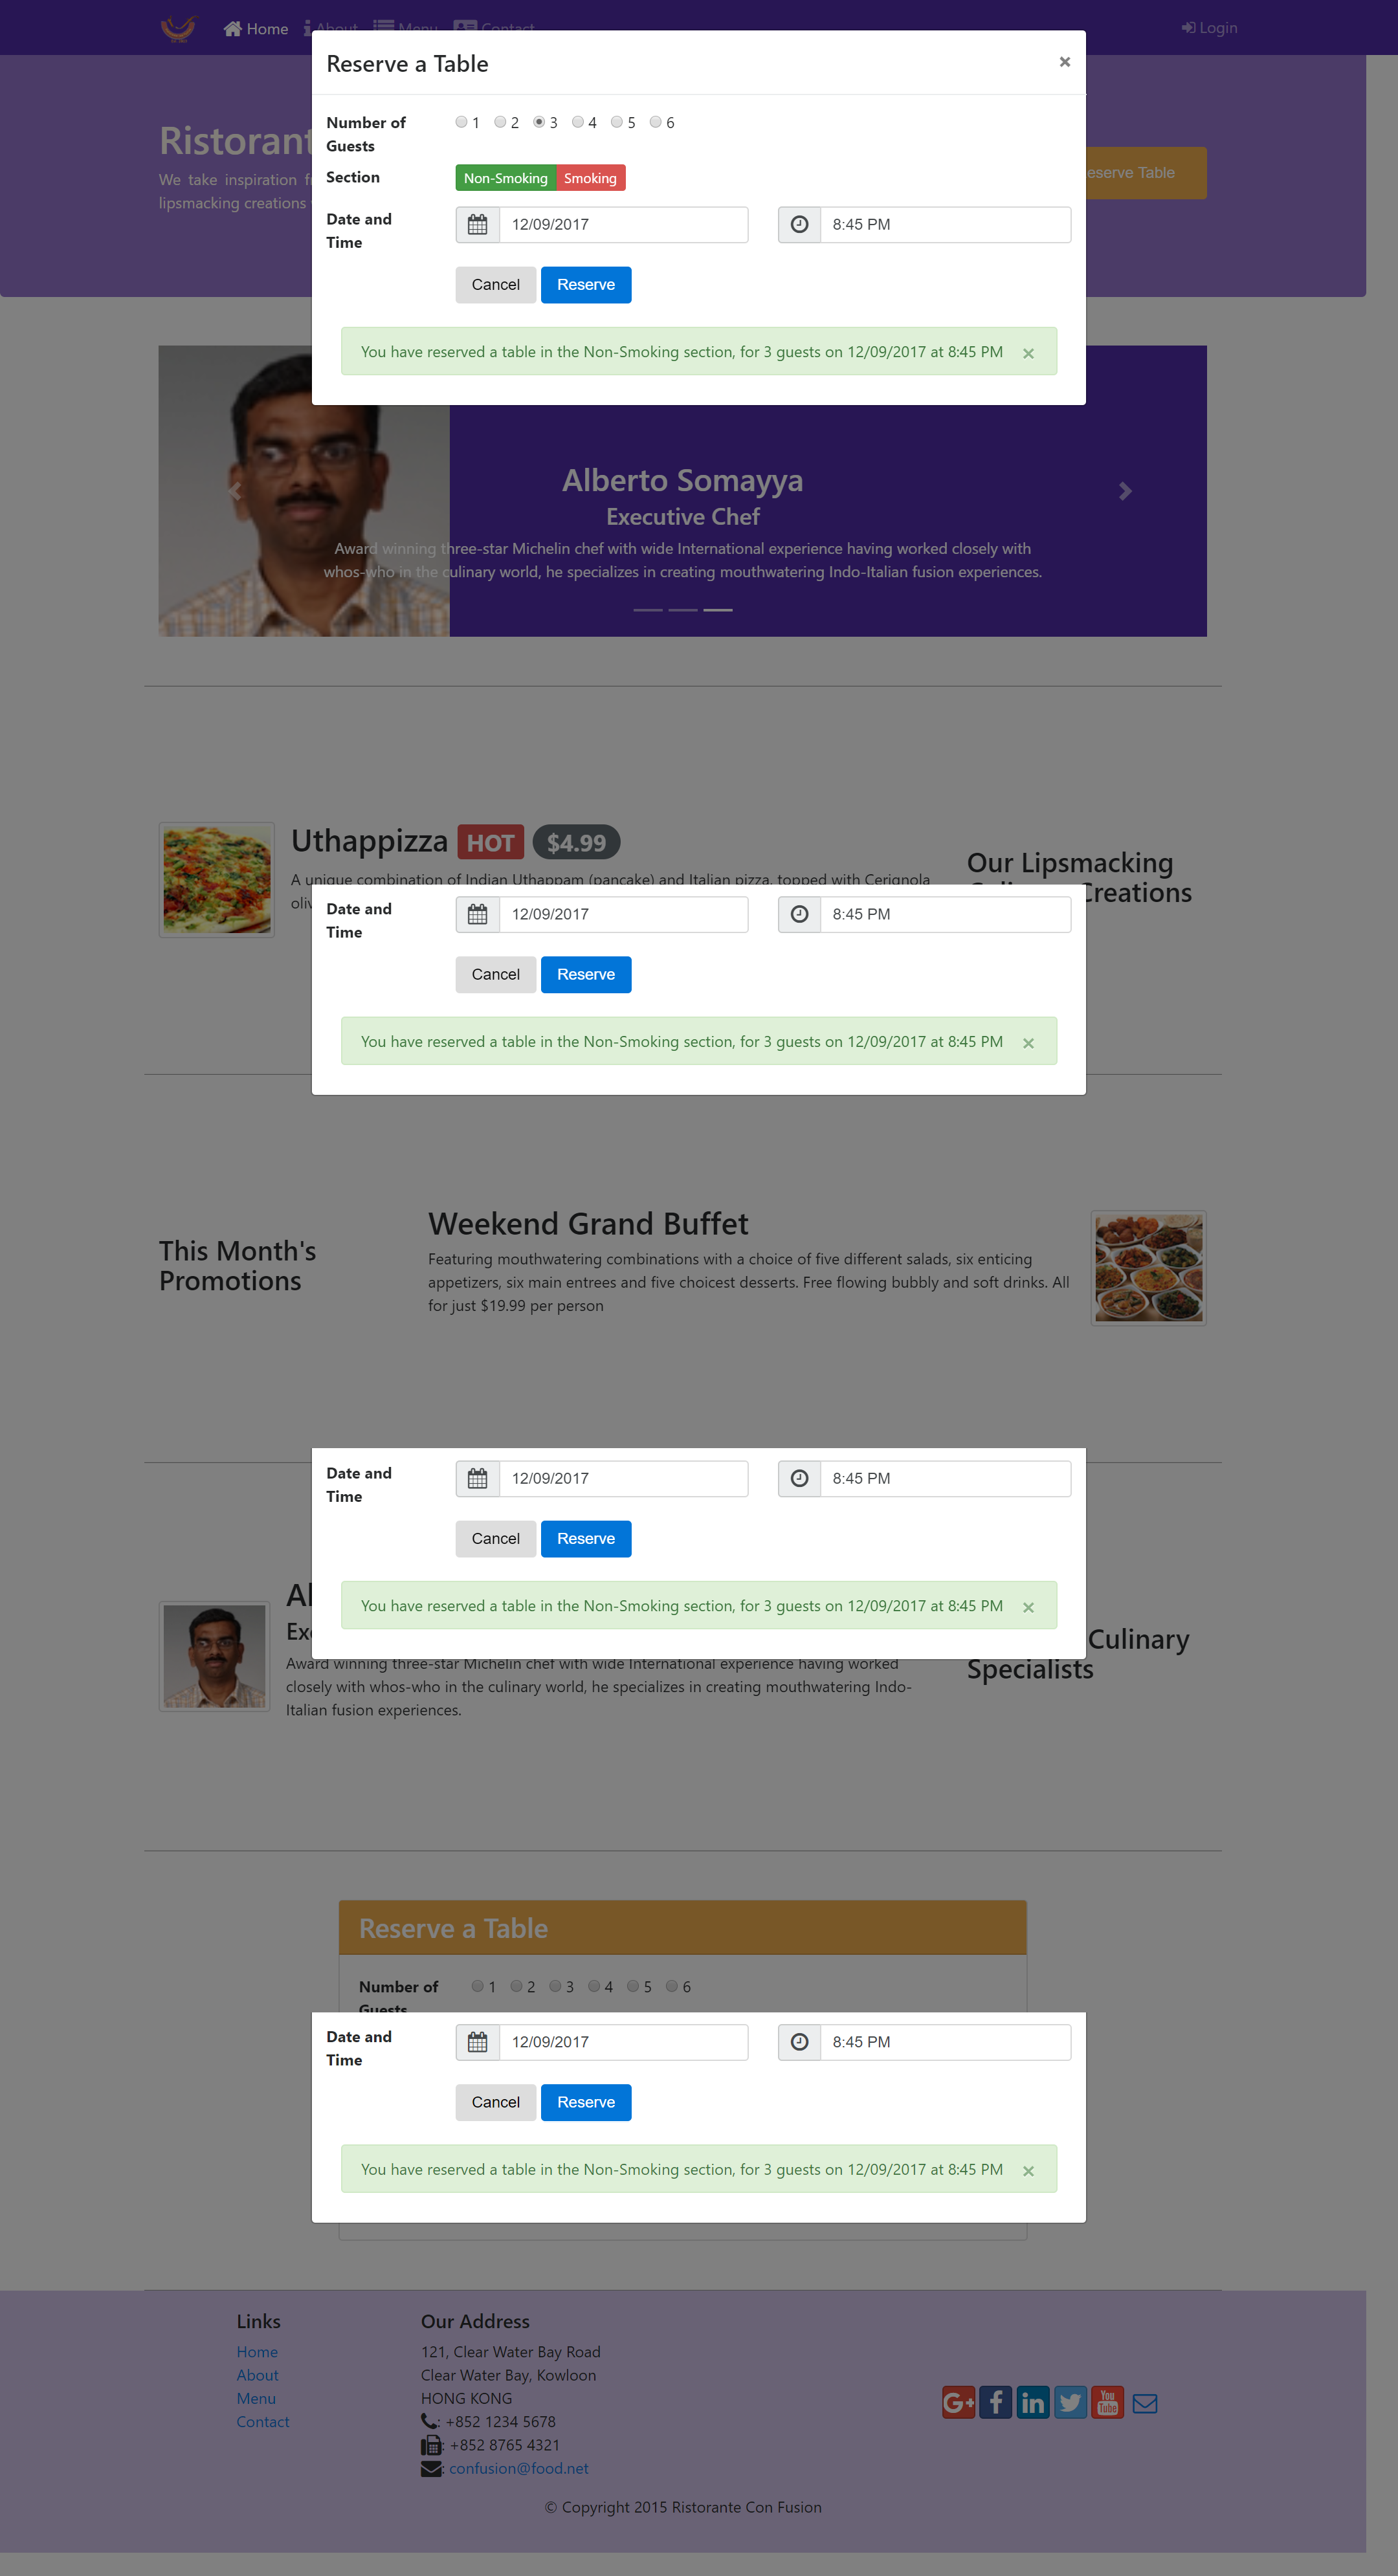 Home About Menu Contact Login
Reserve a Table ×
Number of Guests 1 2 3 4 5 6
Section Non-Smoking Smoking
Date and Time 12/09/2017 8:45 PM
Cancel Reserve
You have reserved a table in the Non-Smoking section, for 3 guests on 12/09/2017 at 8:45 PM ×
We take inspiration
lipsmacking creations
Table
Alberto Somayya
Executive Chef
Award winning three-star Michelin chef with wide International experience having worked closely with
whos-who in the culinary world, he specializes in creating mouthwatering Indo-Italian fusion experiences.
Uthappizza HOT $4.99
A unique combination of Indian Uthappam (pancake) and Italian pizza, topped with Cerignola
Our Lipsmacking
Creations
Date and Time 12/09/2017 8:45 PM
Cancel Reserve
You have reserved a table in the Non-Smoking section, for 3 guests on 12/09/2017 at 8:45 PM ×
This Month's
Promotions
Weekend Grand Buffet
Featuring mouthwatering combinations with a choice of five different salads, six enticing
appetizers, six main entrees and five choicest desserts. Free flowing bubbly and soft drinks. All
for just $19.99 per person
Date and Time 12/09/2017 8:45 PM
Cancel Reserve
You have reserved a table in the Non-Smoking section, for 3 guests on 12/09/2017 at 8:45 PM ×
Award winning three-star Michelin chef with wide International experience having worked
closely with whos-who in the culinary world, he specializes in creating mouthwatering Indo-
Italian fusion experiences.
Culinary
Specialists
Reserve a Table
Number of Guests 1 2 3 4 5 6
Date and Time 12/09/2017 8:45 PM
Cancel Reserve
You have reserved a table in the Non-Smoking section, for 3 guests on 12/09/2017 at 8:45 PM ×
Links
Home
About
Menu
Contact
Our Address
121, Clear Water Bay Road
Clear Water Bay, Kowloon
HONG KONG
: +852 1234 5678
: +852 8765 4321
: confusion@food.net
G+ f in You Tube
© Copyright 2015 Ristorante Con Fusion